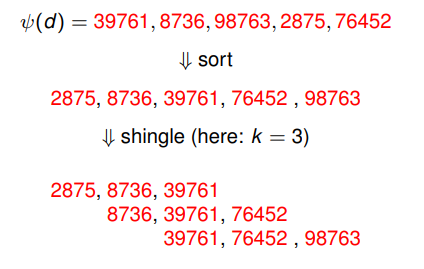 ψ(d) = 39761, 8736, 98763, 2875, 76452
⇓ sort
2875, 8736, 39761, 76452 , 98763
⇓ shingle (here: k = 3)
2875, 8736, 39761
8736, 39761, 76452
39761, 76452 , 98763